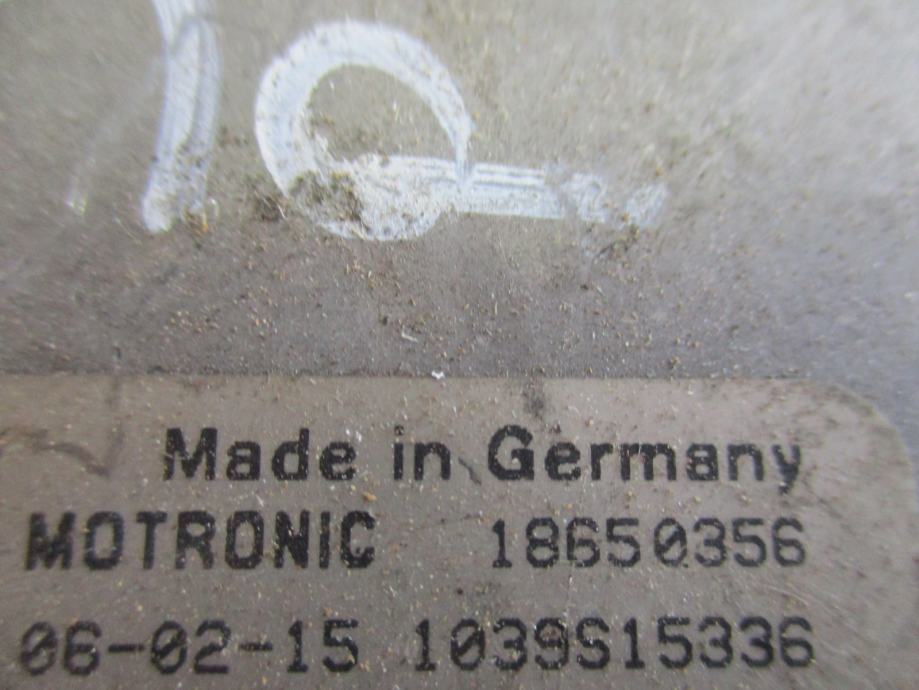 Made in Germany
MOTRONIC 18650356
06-02-15 1039S15336